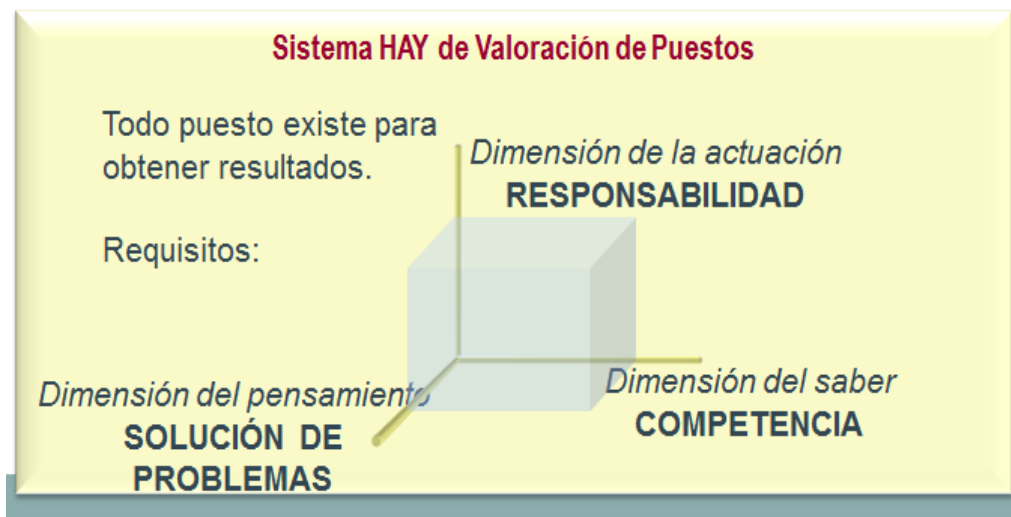 Sistema HAY de Valoración de Puestos
Todo puesto existe para
obtener resultados.
Dimensión de la actuación
RESPONSABILIDAD
Requisitos:
Dimensión del pensamiento
SOLUCIÓN DE
PROBLEMAS
Dimensión del saber
COMPETENCIA